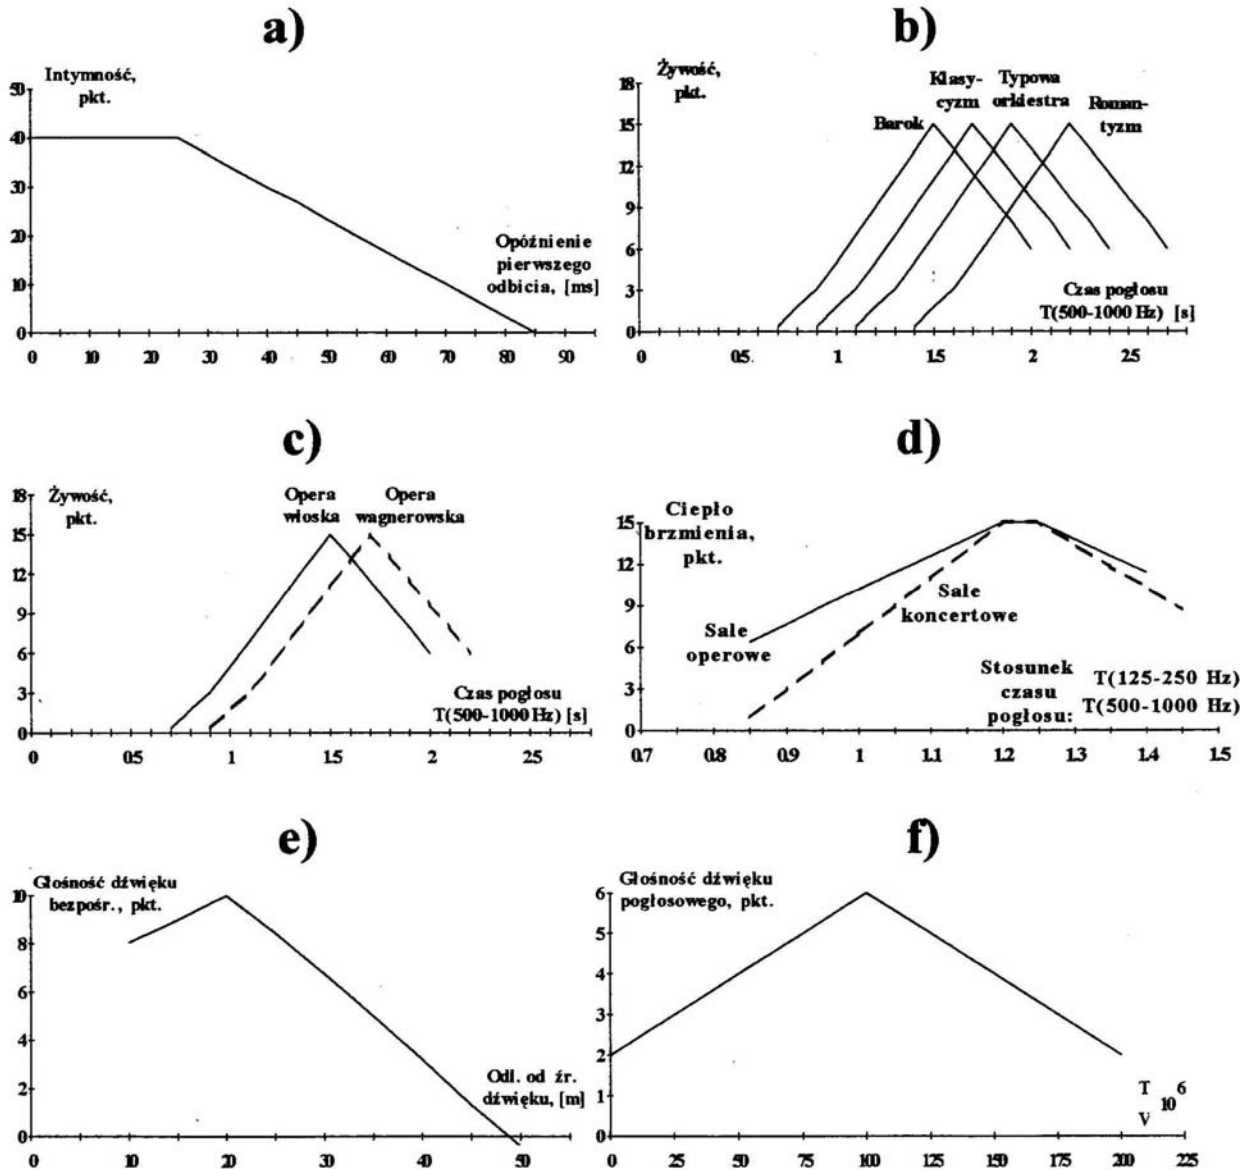 a)
Intymność,
pkt.
50
40
30
20
10
0
Opóźnienie
pierwszego
odbicia, [ms]
0 10 20 30 40 50 60 70 80 90
b)
Żywość,
pkt.
18
15
12
9
6
3
0
Barok
Klasy-
cyzm
Typowa
orkiestra
Roman-
tyzm
Czas pogłosu
T(500-1000 Hz) [s]
0 0.5 1 1.5 2 2.5
c)
Żywość,
pkt.
18
15
12
9
6
3
0
Opera
włoska
Opera
wagnerowska
Czas pogłosu
T(500-1000 Hz) [s]
0 0.5 1 1.5 2 2.5
d)
Ciepło
brzmienia,
pkt.
15
12
9
6
3
0
Sale
operowe
Sale
koncertowe
Stosunek
czasu
pogłosu:
T(125-250 Hz)
T(500-1000 Hz)
0.7 0.8 0.9 1 1.1 1.2 1.3 1.4 1.5
e)
Głośność dźwięku
bezpośr., pkt.
10
8
6
4
2
0
Odl. od źr.
dźwięku, [m]
0 10 20 30 40 50
f)
Głośność dźwięku
pogłosowego, pkt.
6
5
4
3
2
1
0
T 10 6
V
0 25 50 75 100 125 150 175 200 225